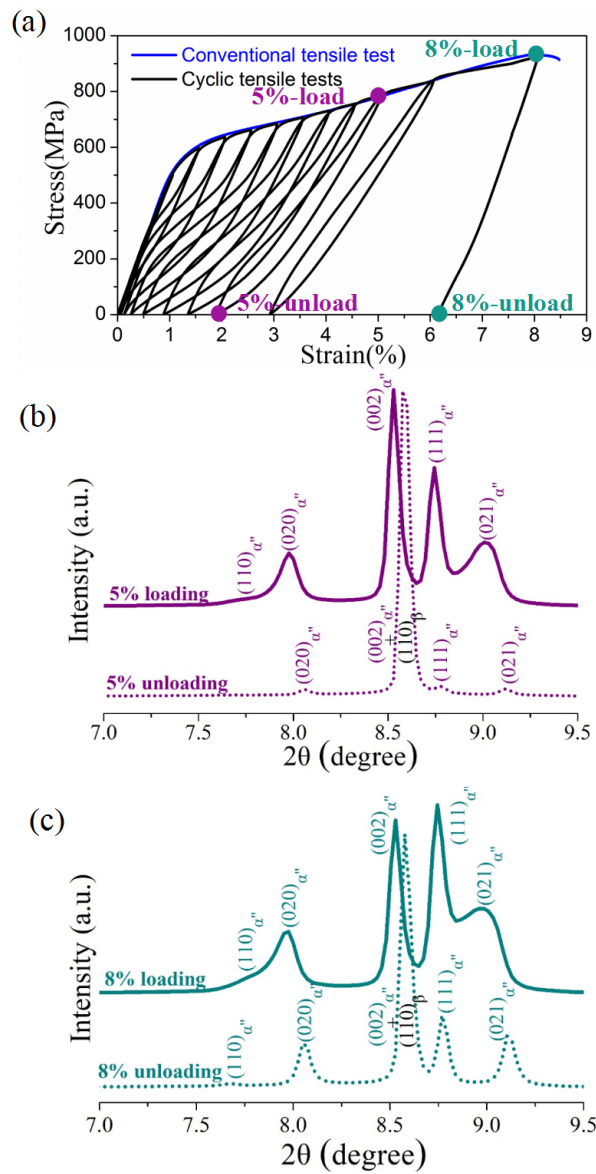 (a)
1000
800
600
400
200
0
Stress(MPa)
Conventional tensile test
Cyclic tensile tests
8%-load
5%-load
5%-unload
8%-unload
0 1 2 3 4 5 6 7 8 9
Strain(%)
(b)
Intensity (a.u.)
(110)α"
(020)α"
(002)α"
(111)α"
(021)α"
5% loading
(020)α"
(002)α"
+
(110)β
(111)α"
(021)α"
5% unloading
7.0 7.5 8.0 8.5 9.0 9.5
2θ (degree)
(c)
Intensity (a.u.)
(110)α"
(020)α"
(002)α"
(111)α"
(021)α"
8% loading
(110)α"
(020)α"
(002)α"
+
(110)β
(111)α"
(021)α"
8% unloading
7.0 7.5 8.0 8.5 9.0 9.5
2θ (degree)